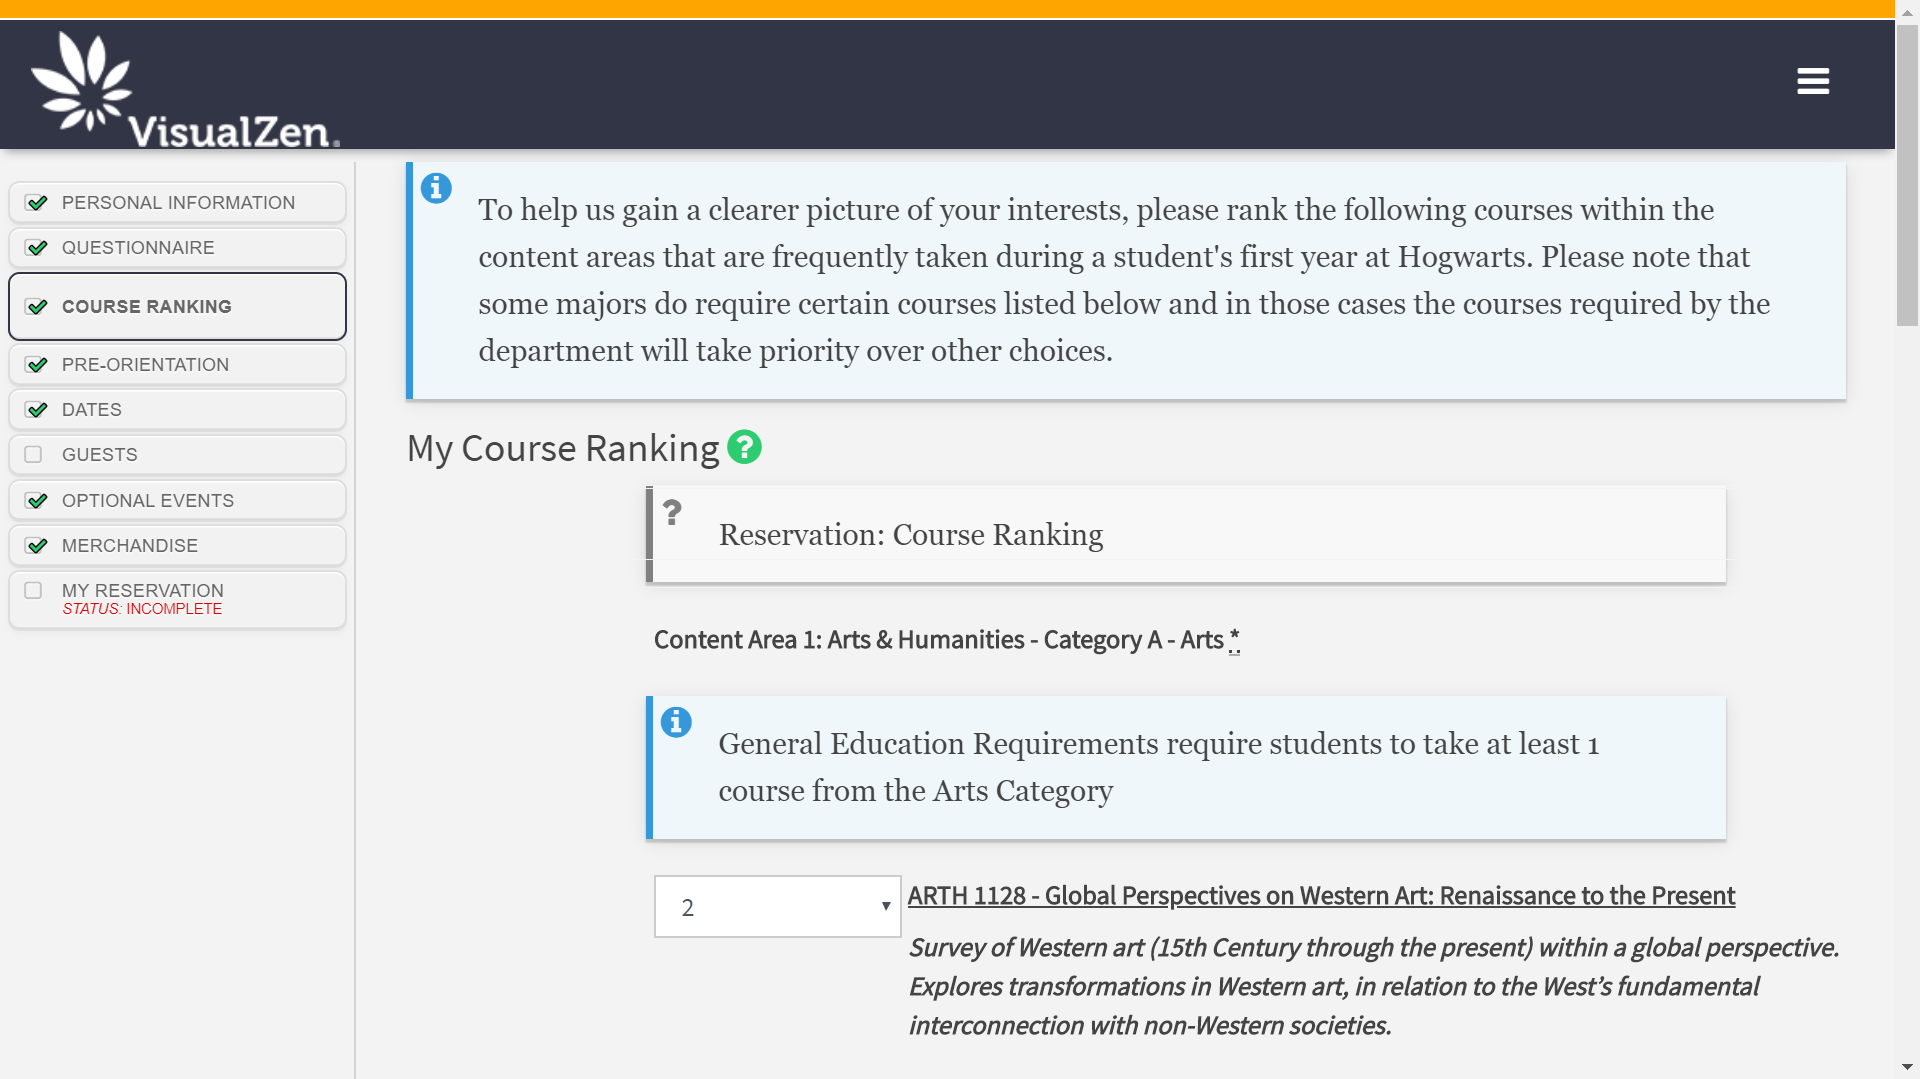 VisualZen.
PERSONAL INFORMATION
QUESTIONNAIRE
COURSE RANKING
PRE-ORIENTATION
DATES
GUESTS
OPTIONAL EVENTS
MERCHANDISE
MY RESERVATION
STATUS: INCOMPLETE
To help us gain a clearer picture of your interests, please rank the following courses within the
content areas that are frequently taken during a student's first year at Hogwarts. Please note that
some majors do require certain courses listed below and in those cases the courses required by the
department will take priority over other choices.
My Course Ranking ?
?
Reservation: Course Ranking
Content Area 1: Arts & Humanities - Category A - Arts *
General Education Requirements require students to take at least 1
course from the Arts Category
2
ARTH 1128 - Global Perspectives on Western Art: Renaissance to the Present
Survey of Western art (15th Century through the present) within a global perspective.
Explores transformations in Western art, in relation to the West’s fundamental
interconnection with non-Western societies.